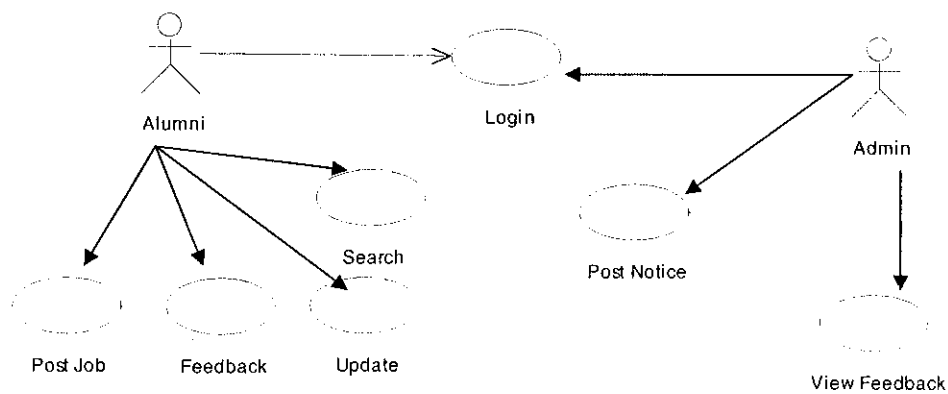 Alumni
Login
Admin
Search
Post Notice
Post Job
Feedback
Update
View Feedback